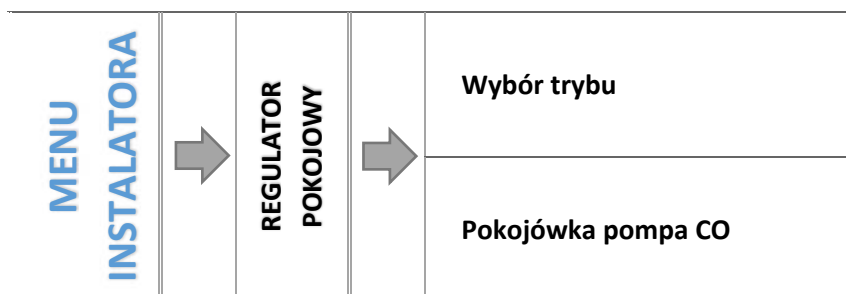 MENU
INSTALATORA
REGULATOR
POKOJOWY
Wybór trybu
Pokojówka pompa CO